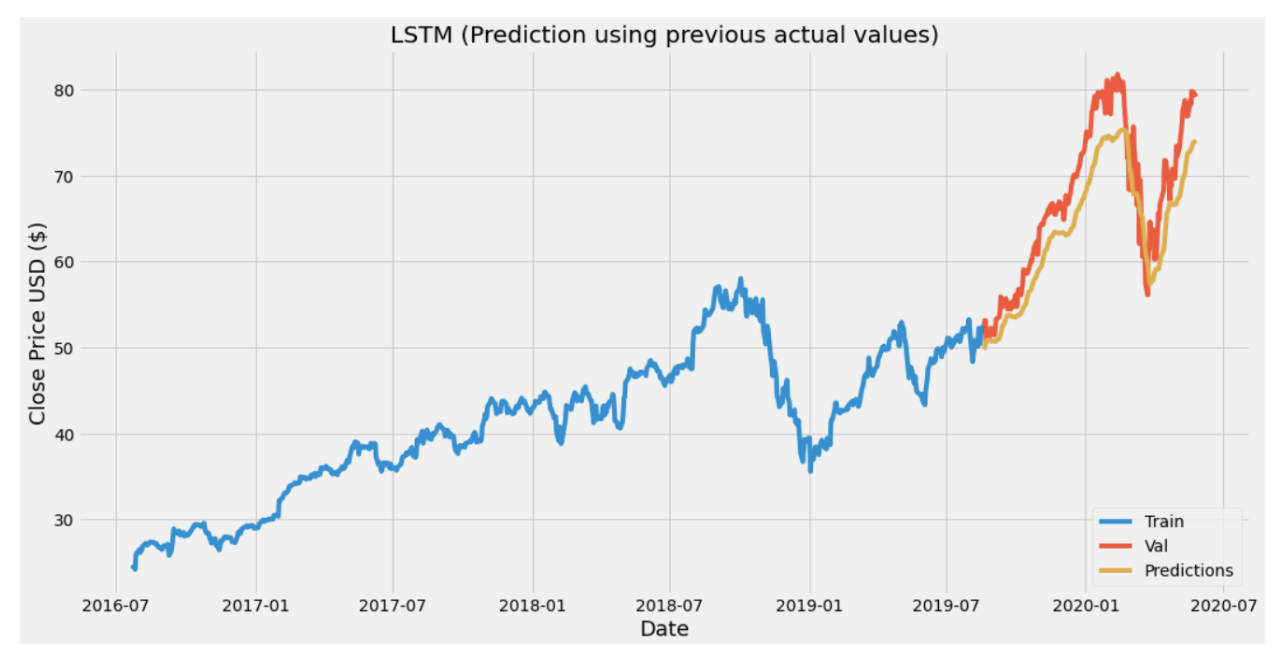 LSTM (Prediction using previous actual values)
Close Price USD ($)
80
70
60
50
40
30
2016-07 2017-01 2017-07 2018-01 2018-07 2019-01 2019-07 2020-01 2020-07
Date
Train
Val
Predictions